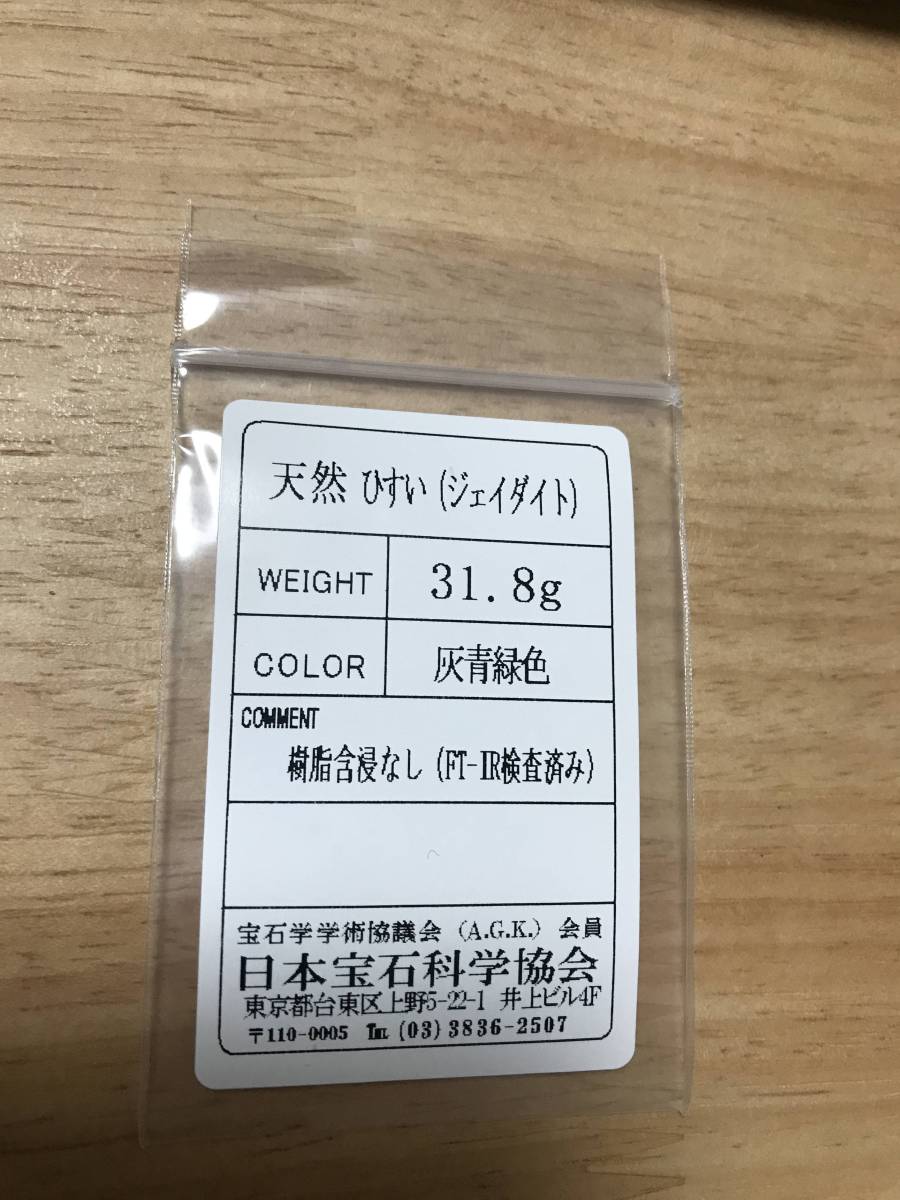 天然 ひすい (ジェイダイト)
WEIGHT 31.8g
COLOR 灰青緑色
COMMENT
樹脂含浸なし (FT-IR検査済み)
宝石学学術協議会 (A.G.K.) 会員
日本宝石科学協会
東京都台東区上野5-22-1 井上ビル4F
〒110-0005 TEL (03) 3836-2507